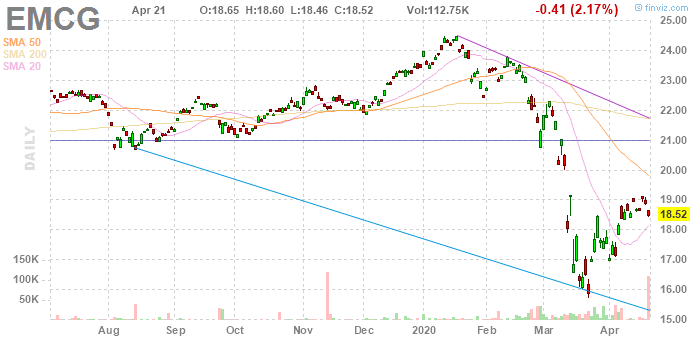 © finviz.com
EMCG Apr 21 O:18.65 H:18.60 L:18.46 C:18.52 Vol:112.75K -0.41 (2.17%)
SMA 50
SMA 200
SMA 20
DAILY
25.00
24.00
23.00
22.00
21.00
20.00
19.00
18.52
18.00
17.00
16.00
15.00
150K
100K
50K
Aug Sep Oct Nov Dec 2020 Feb Mar Apr